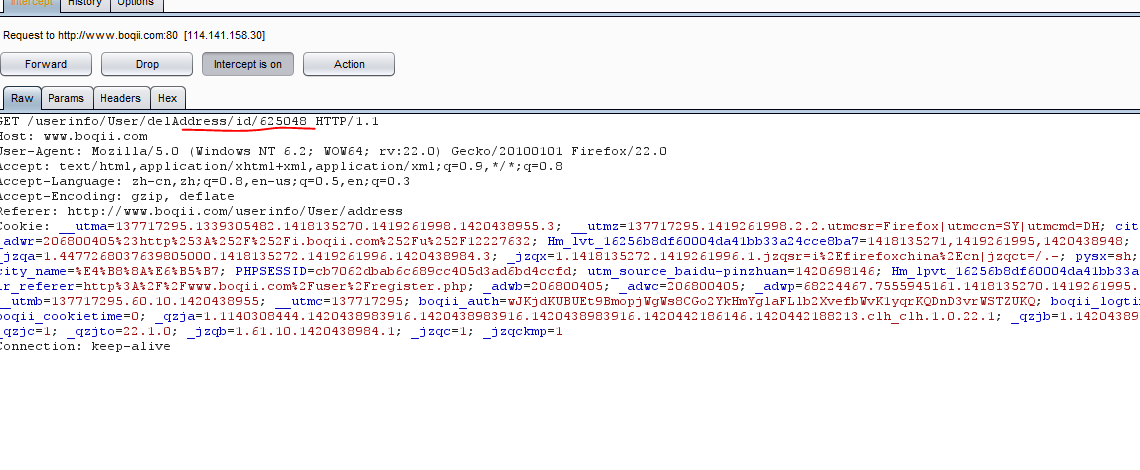 Intercept History Options
Request to http://www.boqii.com:80 [114.141.158.30]
Forward Drop Intercept is on Action
Raw Params Headers Hex
GET /userinfo/User/delAddress/id/625048 HTTP/1.1
Host: www.boqii.com
User-Agent: Mozilla/5.0 (Windows NT 6.2; WOW64; rv:22.0) Gecko/20100101 Firefox/22.0
Accept: text/html,application/xhtml+xml,application/xml;q=0.9,*/*;q=0.8
Accept-Language: zh-cn,zh;q=0.8,en-us;q=0.5,en;q=0.3
Accept-Encoding: gzip, deflate
Referer: http://www.boqii.com/userinfo/User/address
Cookie: __utma=137717295.1339305482.1418135270.1419261998.1420438955.3; __utmz=137717295.1419261998.2.2.utmcsr=Firefox|utmccn=SY|utmcmd=DH; cit
_adwr=206800405%23http%253A%252F%252Fi.boqii.com%252Fu%252F12227632; Hm_lvt_16256b8df60004da41bb33a24cce8ba7=1418135271,1419261995,1420438948;
_jzqa=1.4477268037639805000.1418135272.1419261996.1420438984.3; _jzqx=1.1418135272.1419261996.1.jzqsr=i%2Efirefoxchina%2Ecn|jzqct=/.-; pysx=sh;
city_name=%E4%B8%8A%E6%B5%B7; PHPSESSID=cb7062dbab6c689cc405d3ad6bd4ccfd; utm_source_baidu-pinzhuan=1420698146; Hm_lpvt_16256b8df60004da41bb33a
ir_referer=http%3A%2F%2Fwww.boqii.com%2Fuser%2Fregister.php; _adwb=206800405; _adwc=206800405; _adwp=68224467.7555945161.1418135270.1419261995.
__utmb=137717295.60.10.1420438955; __utmc=137717295; boqii_auth=wJKjdKUBUEt9BmopjWgWs8CGo2YkHmYglaFLlb2XvefbWvKlyqrKQDnD3vrWSTZUKQ; boqii_logti
boqii_cookietime=0; _qzja=1.1140308444.1420438983916.1420438983916.1420438983916.1420442186146.1420442188213.clh_clh.1.0.22.1; _qzjb=1.14204389
_qzjc=1; _qzjto=22.1.0; _jzqb=1.61.10.1420438984.1; _jzqc=1; _jzqckmp=1
Connection: keep-alive